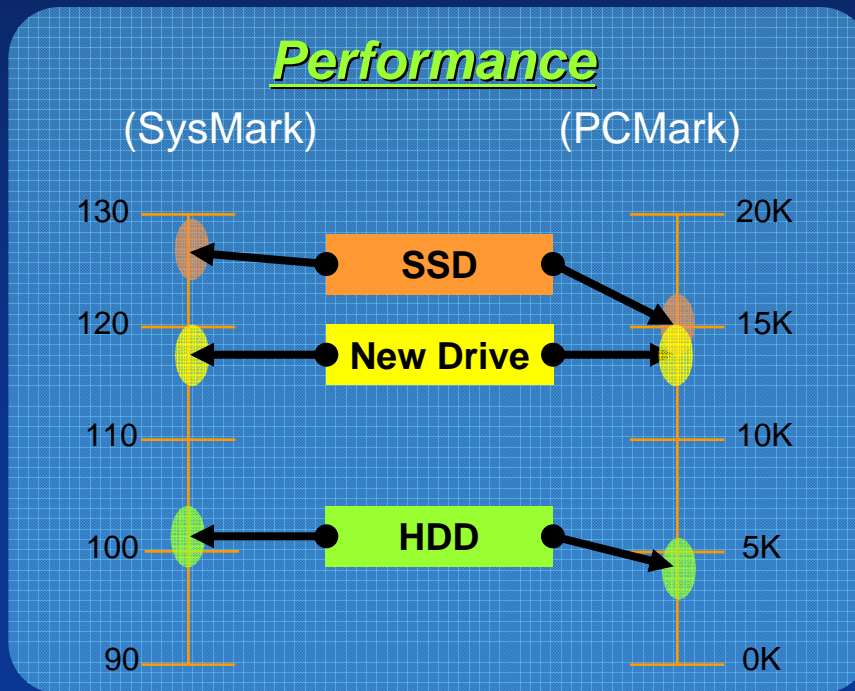 Performance
(SysMark) (PCMark)
130 20K
SSD
120 15K
New Drive
110 10K
HDD
100 5K
90 0K